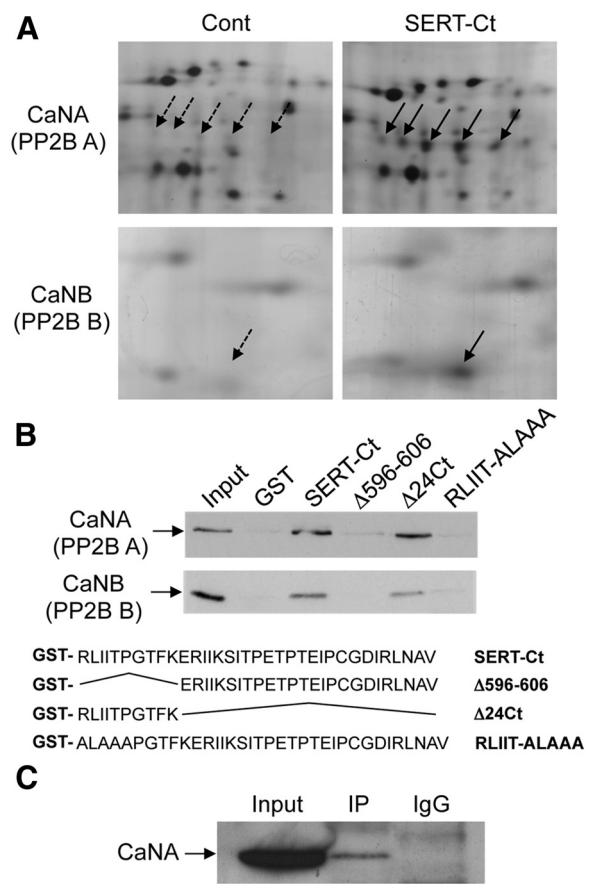 A
Cont SERT-Ct
CaNA
(PP2B A)
CaNB
(PP2B B)
B
Input GST SERT-Ct Δ596-606 Δ24Ct RLIIT-ALAAA
CaNA
(PP2B A)
CaNB
(PP2B B)
GST- RLIITPGTFKERIIKSITPETPTEIPCGDIRLNAV SERT-Ct
GST- ERIIKSITPETPTEIPCGDIRLNAV Δ596-606
GST- RLIITPGTFK Δ24Ct
GST- ALAAAPGTFKERIIKSITPETPTEIPCGDIRLNAV RLIIT-ALAAA
C
Input IP IgG
CaNA